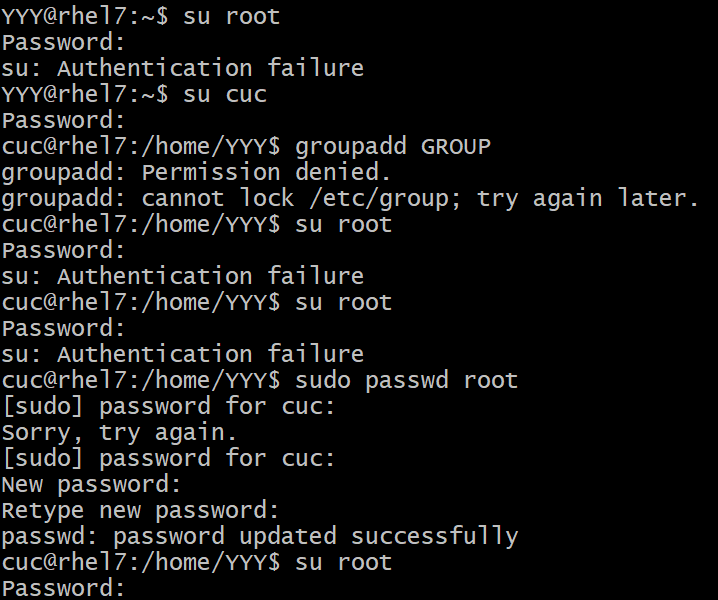 YYY@rhel7:~$ su root
Password:
su: Authentication failure
YYY@rhel7:~$ su cuc
Password:
cuc@rhel7:/home/YYY$ groupadd GROUP
groupadd: Permission denied.
groupadd: cannot lock /etc/group; try again later.
cuc@rhel7:/home/YYY$ su root
Password:
su: Authentication failure
cuc@rhel7:/home/YYY$ su root
Password:
su: Authentication failure
cuc@rhel7:/home/YYY$ sudo passwd root
[sudo] password for cuc:
Sorry, try again.
[sudo] password for cuc:
New password:
Retype new password:
passwd: password updated successfully
cuc@rhel7:/home/YYY$ su root
Password: